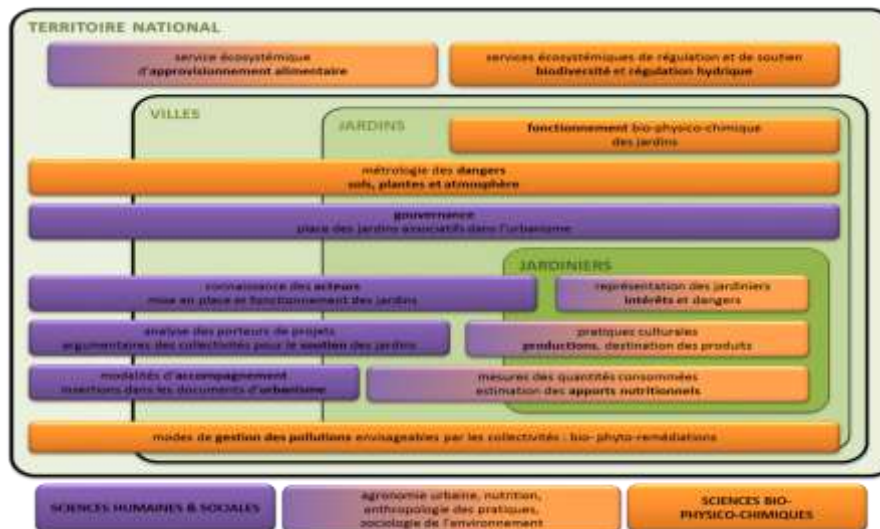 TERRITOIRE NATIONAL
service écosystémique
d'approvisionnement alimentaire
services écosystémiques de régulation et de soutien
biodiversité et régulation hydrique
VILLES
JARDINS
fonctionnement bio-physico-chimique
des jardins
métrologie des dangers
sols, plantes et atmosphère
gouvernance
place des jardins associatifs dans l'urbanisme
JARDINIERS
connaissance des acteurs
mise en place et fonctionnement des jardins
représentation des jardiniers
intérêts et dangers
analyse des porteurs de projets
argumentaires des collectivités pour le soutien des jardins
pratiques culturales
productions, destination des produits
modalités d'accompagnement
insertions dans les documents d'urbanisme
mesures des quantités consommées
estimation des apports nutritionnels
modes de gestion des pollutions envisageables par les collectivités : bio- phyto-remédiations
SCIENCES HUMAINES & SOCIALES
agronomie urbaine, nutrition,
anthropologie des pratiques,
sociologie de l'environnement
SCIENCES BIO-
PHYSICO-CHIMIQUES